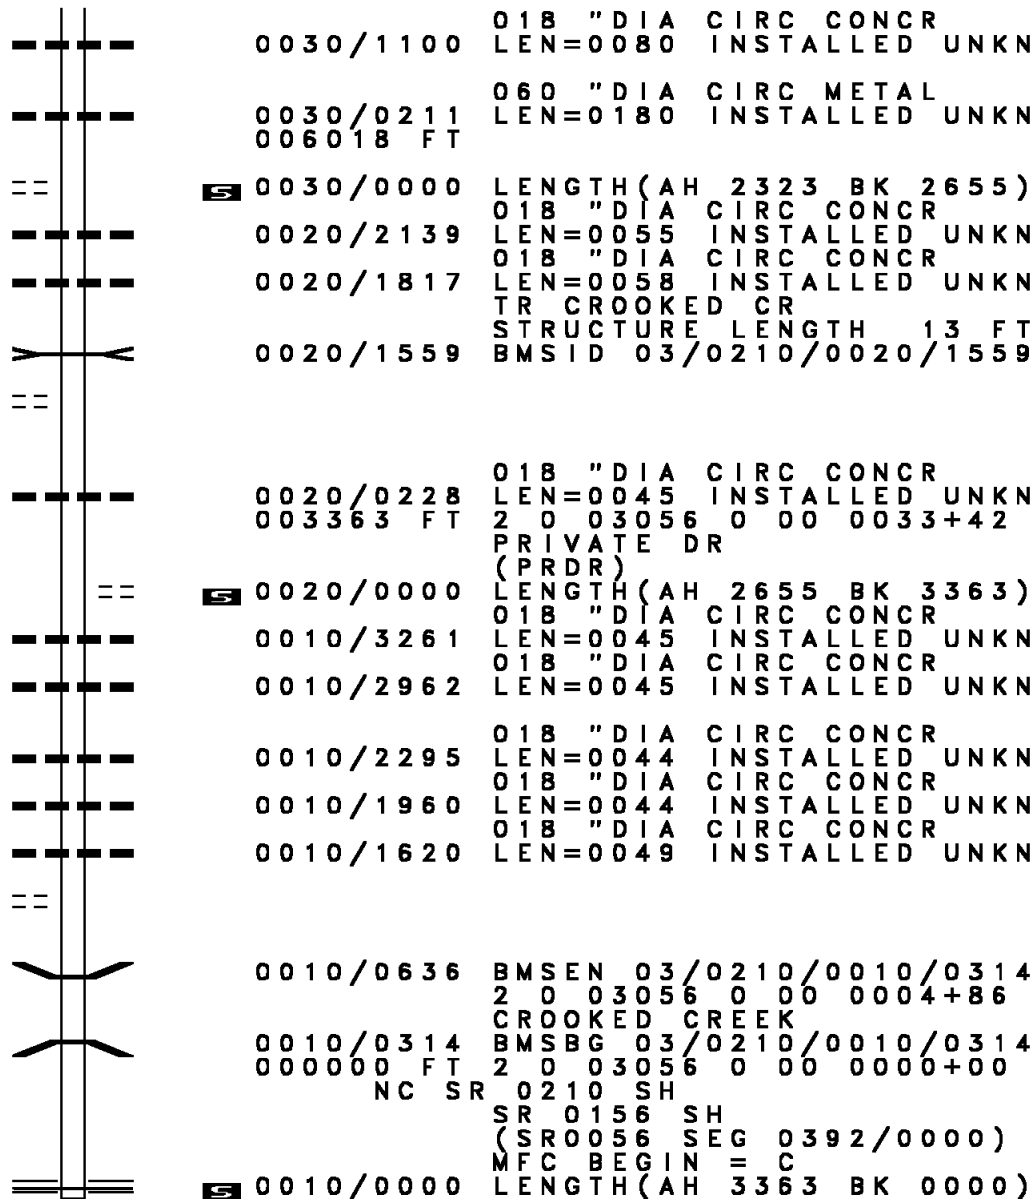 018 "DIA CIRC CONCR
0030/1100 LEN=0080 INSTALLED UNKN
060 "DIA CIRC METAL
0030/0211 LEN=0180 INSTALLED UNKN
006018 FT
S 0030/0000 LENGTH(AH 2323 BK 2655)
018 "DIA CIRC CONCR
0020/2139 LEN=0055 INSTALLED UNKN
018 "DIA CIRC CONCR
0020/1817 LEN=0058 INSTALLED UNKN
TR CROOKED CR
STRUCTURE LENGTH 13 FT
0020/1559 BMSID 03/0210/0020/1559
018 "DIA CIRC CONCR
0020/0228 LEN=0045 INSTALLED UNKN
003363 FT 2 0 03056 0 00 0033+42
PRIVATE DR
(PRDR)
S 0020/0000 LENGTH(AH 2655 BK 3363)
018 "DIA CIRC CONCR
0010/3261 LEN=0045 INSTALLED UNKN
018 "DIA CIRC CONCR
0010/2962 LEN=0045 INSTALLED UNKN
018 "DIA CIRC CONCR
0010/2295 LEN=0044 INSTALLED UNKN
018 "DIA CIRC CONCR
0010/1960 LEN=0044 INSTALLED UNKN
018 "DIA CIRC CONCR
0010/1620 LEN=0049 INSTALLED UNKN
0010/0636 BMSEN 03/0210/0010/0314
2 0 03056 0 00 0004+86
CROOKED CREEK
0010/0314 BMSBG 03/0210/0010/0314
000000 FT 2 0 03056 0 00 0000+00
NC SR 0210 SH
SR 0156 SH
(SR0056 SEG 0392/0000)
MFC BEGIN = C
S 0010/0000 LENGTH(AH 3363 BK 0000)